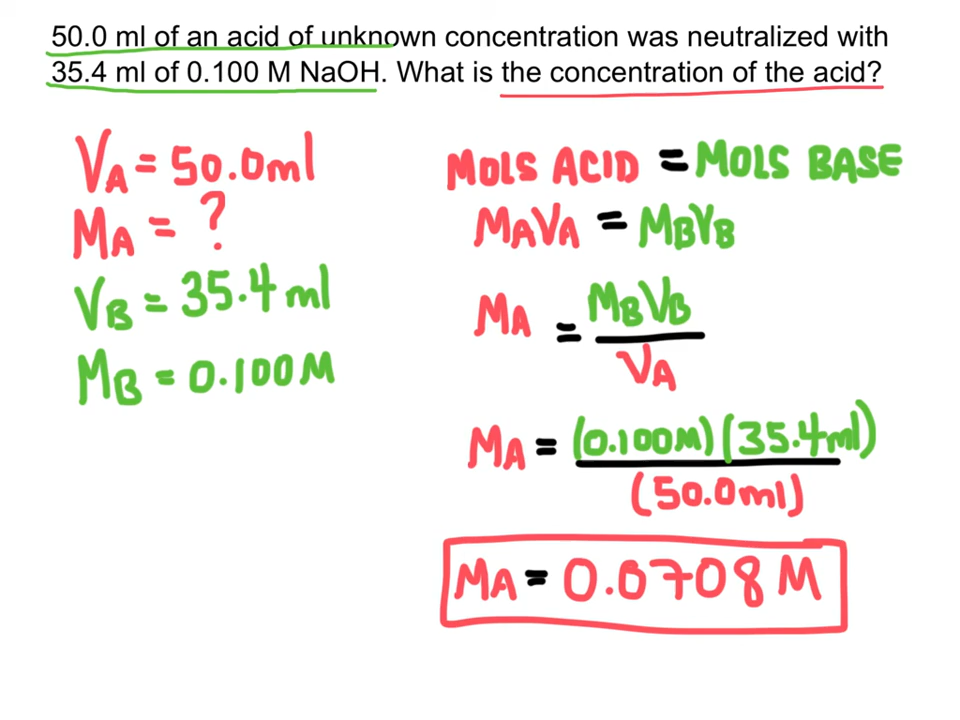 50.0 ml of an acid of unknown concentration was neutralized with
35.4 ml of 0.100 M NaOH. What is the concentration of the acid?
VA = 50.0ml
MA = ?
VB = 35.4 ml
MB = 0.100M
MOLS ACID = MOLS BASE
MAVA = MBVB
MA = MBVB
VA
MA = (0.100M)(35.4ml)
(50.0ml)
MA = 0.0708 M